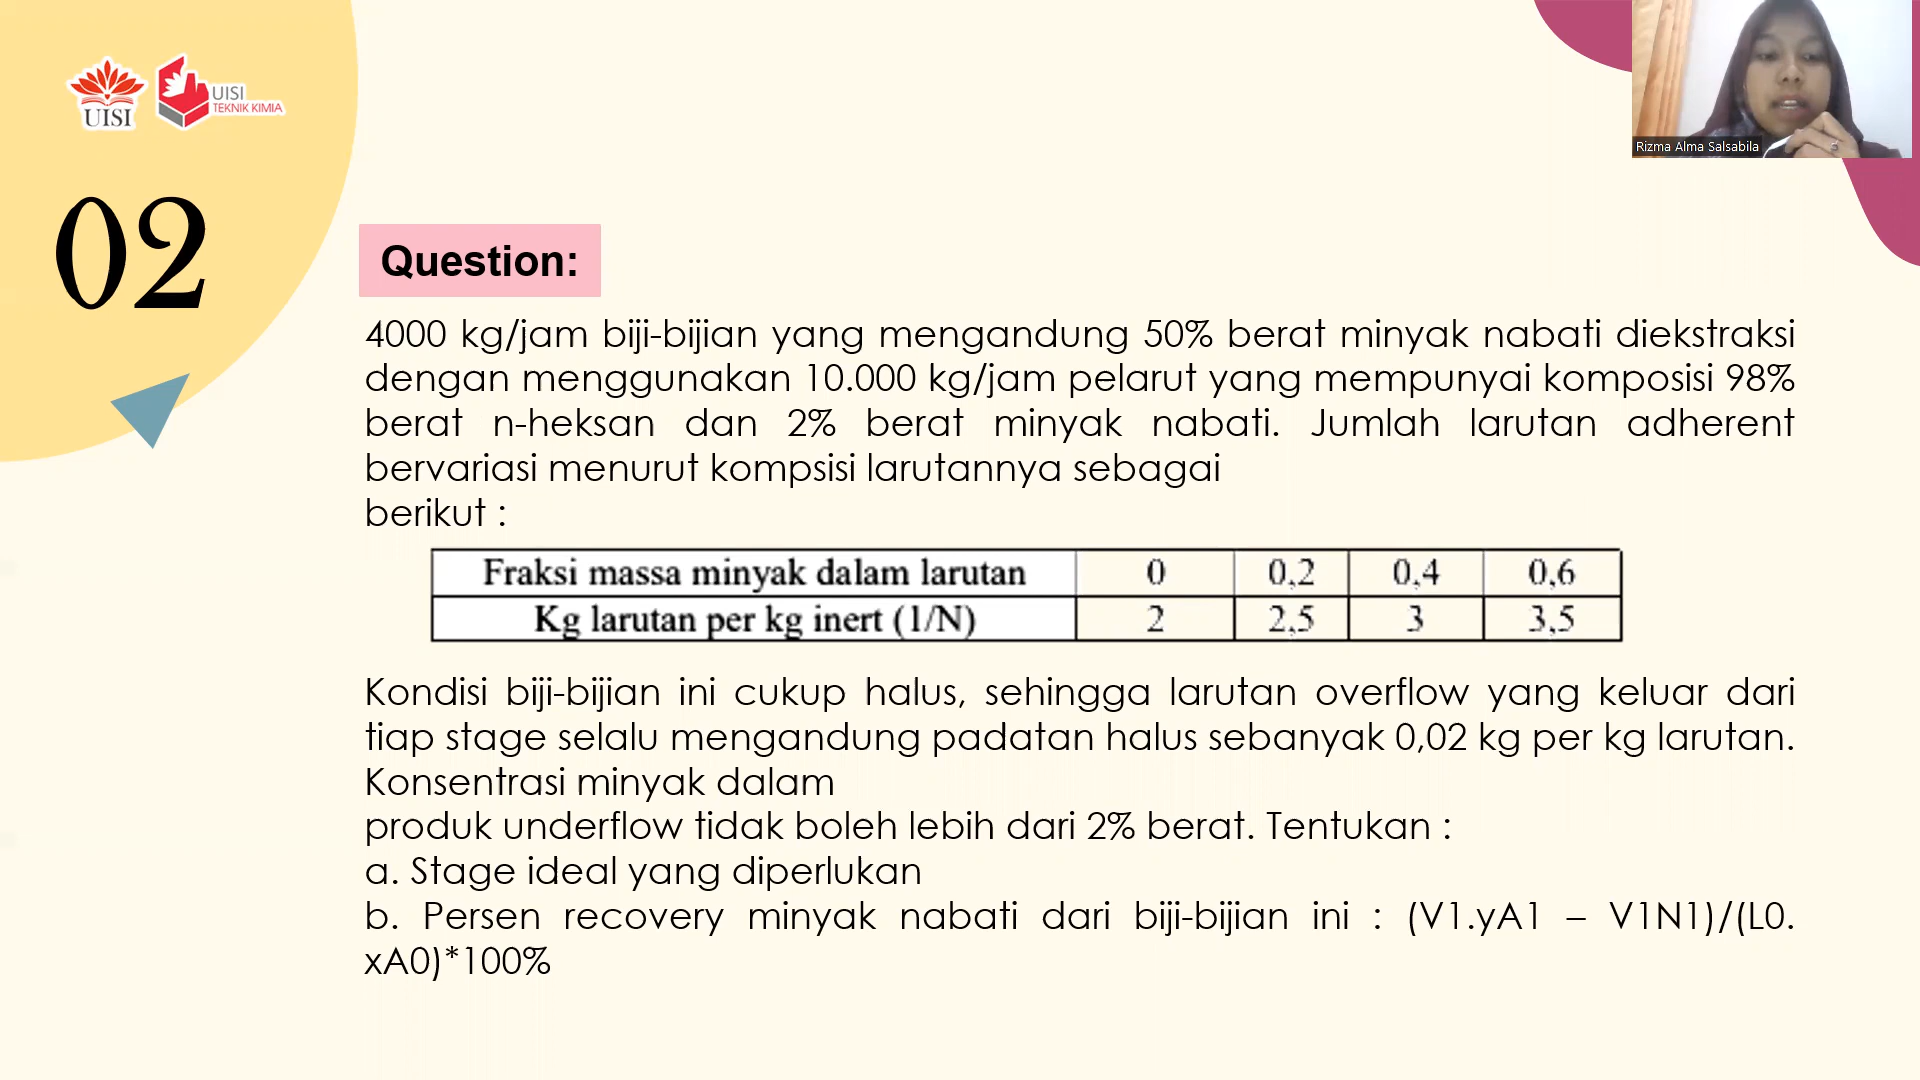 UISI
UISI
TEKNIK KIMIA
Rizma Alma Salsabila
02
Question:
4000 kg/jam biji-bijian yang mengandung 50% berat minyak nabati diekstraksi
dengan menggunakan 10.000 kg/jam pelarut yang mempunyai komposisi 98%
berat n-heksan dan 2% berat minyak nabati. Jumlah larutan adherent
bervariasi menurut kompsisi larutannya sebagai
berikut :
Fraksi massa minyak dalam larutan 0 0,2 0,4 0,6
Kg larutan per kg inert (1/N) 2 2,5 3 3,5
Kondisi biji-bijian ini cukup halus, sehingga larutan overflow yang keluar dari
tiap stage selalu mengandung padatan halus sebanyak 0,02 kg per kg larutan.
Konsentrasi minyak dalam
produk underflow tidak boleh lebih dari 2% berat. Tentukan :
a. Stage ideal yang diperlukan
b. Persen recovery minyak nabati dari biji-bijian ini : (V1.yA1 – V1N1)/(L0.
xA0)*100%